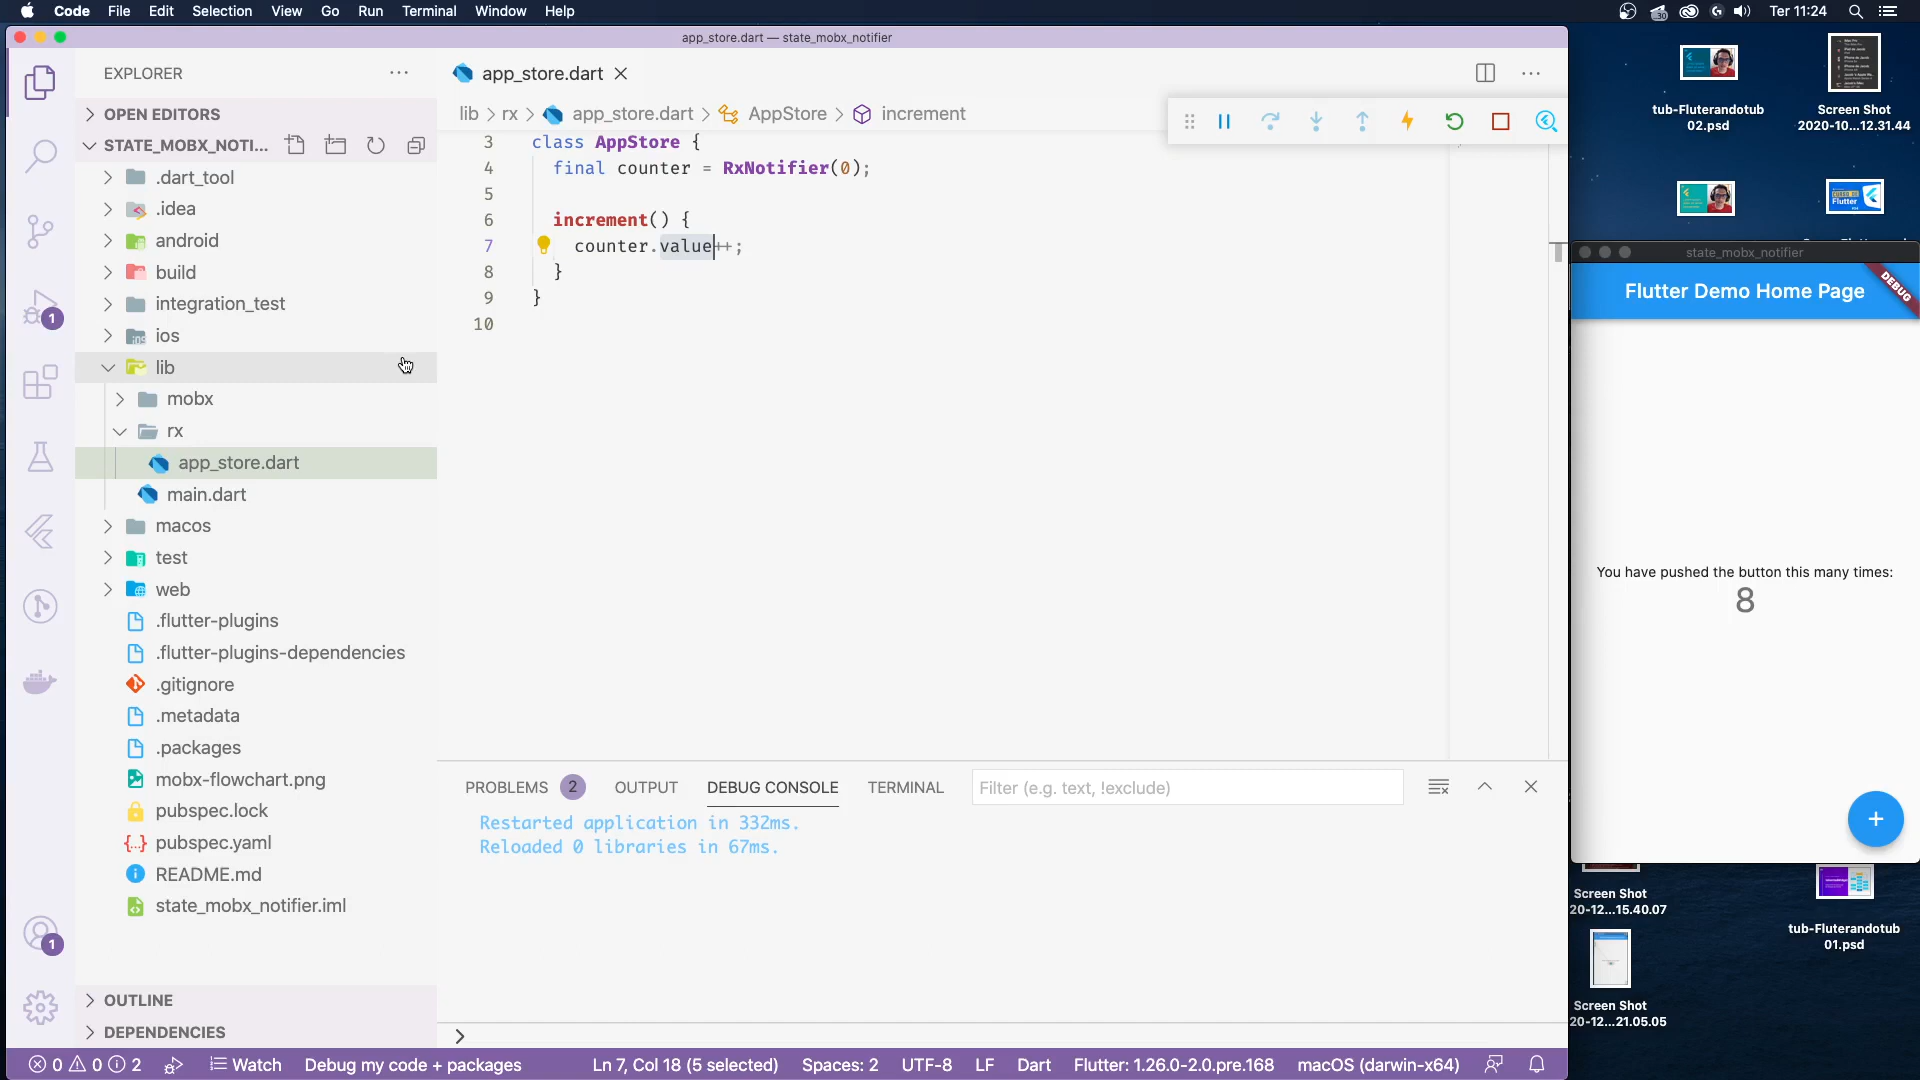 Code File Edit Selection View Go Run Terminal Window Help
Ter 11:24
app_store.dart — state_mobx_notifier
EXPLORER
OPEN EDITORS
STATE_MOBX_NOTI...
.dart_tool
.idea
android
build
integration_test
ios
lib
mobx
rx
app_store.dart
main.dart
macos
test
web
.flutter-plugins
.flutter-plugins-dependencies
.gitignore
.metadata
.packages
mobx-flowchart.png
pubspec.lock
pubspec.yaml
README.md
state_mobx_notifier.iml
OUTLINE
DEPENDENCIES
1
1
app_store.dart
lib > rx > app_store.dart > AppStore > increment
3 class AppStore {
4 final counter = RxNotifier(0);
5
6 increment() {
7 counter.value++;
8 }
9 }
10
PROBLEMS 2 OUTPUT DEBUG CONSOLE TERMINAL Filter (e.g. text, !exclude)
Restarted application in 332ms.
Reloaded 0 libraries in 67ms.
0 0 2 Watch Debug my code + packages Ln 7, Col 18 (5 selected) Spaces: 2 UTF-8 LF Dart Flutter: 1.26.0-2.0.pre.168 macOS (darwin-x64)
tub-Fluterandotub
02.psd
Screen Shot
2020-10...12.31.44
state_mobx_notifier
Flutter Demo Home Page
DEBUG
You have pushed the button this many times:
8
+
Screen Shot
20-12...15.40.07
tub-Fluterandotub
01.psd
Screen Shot
20-12...21.05.05